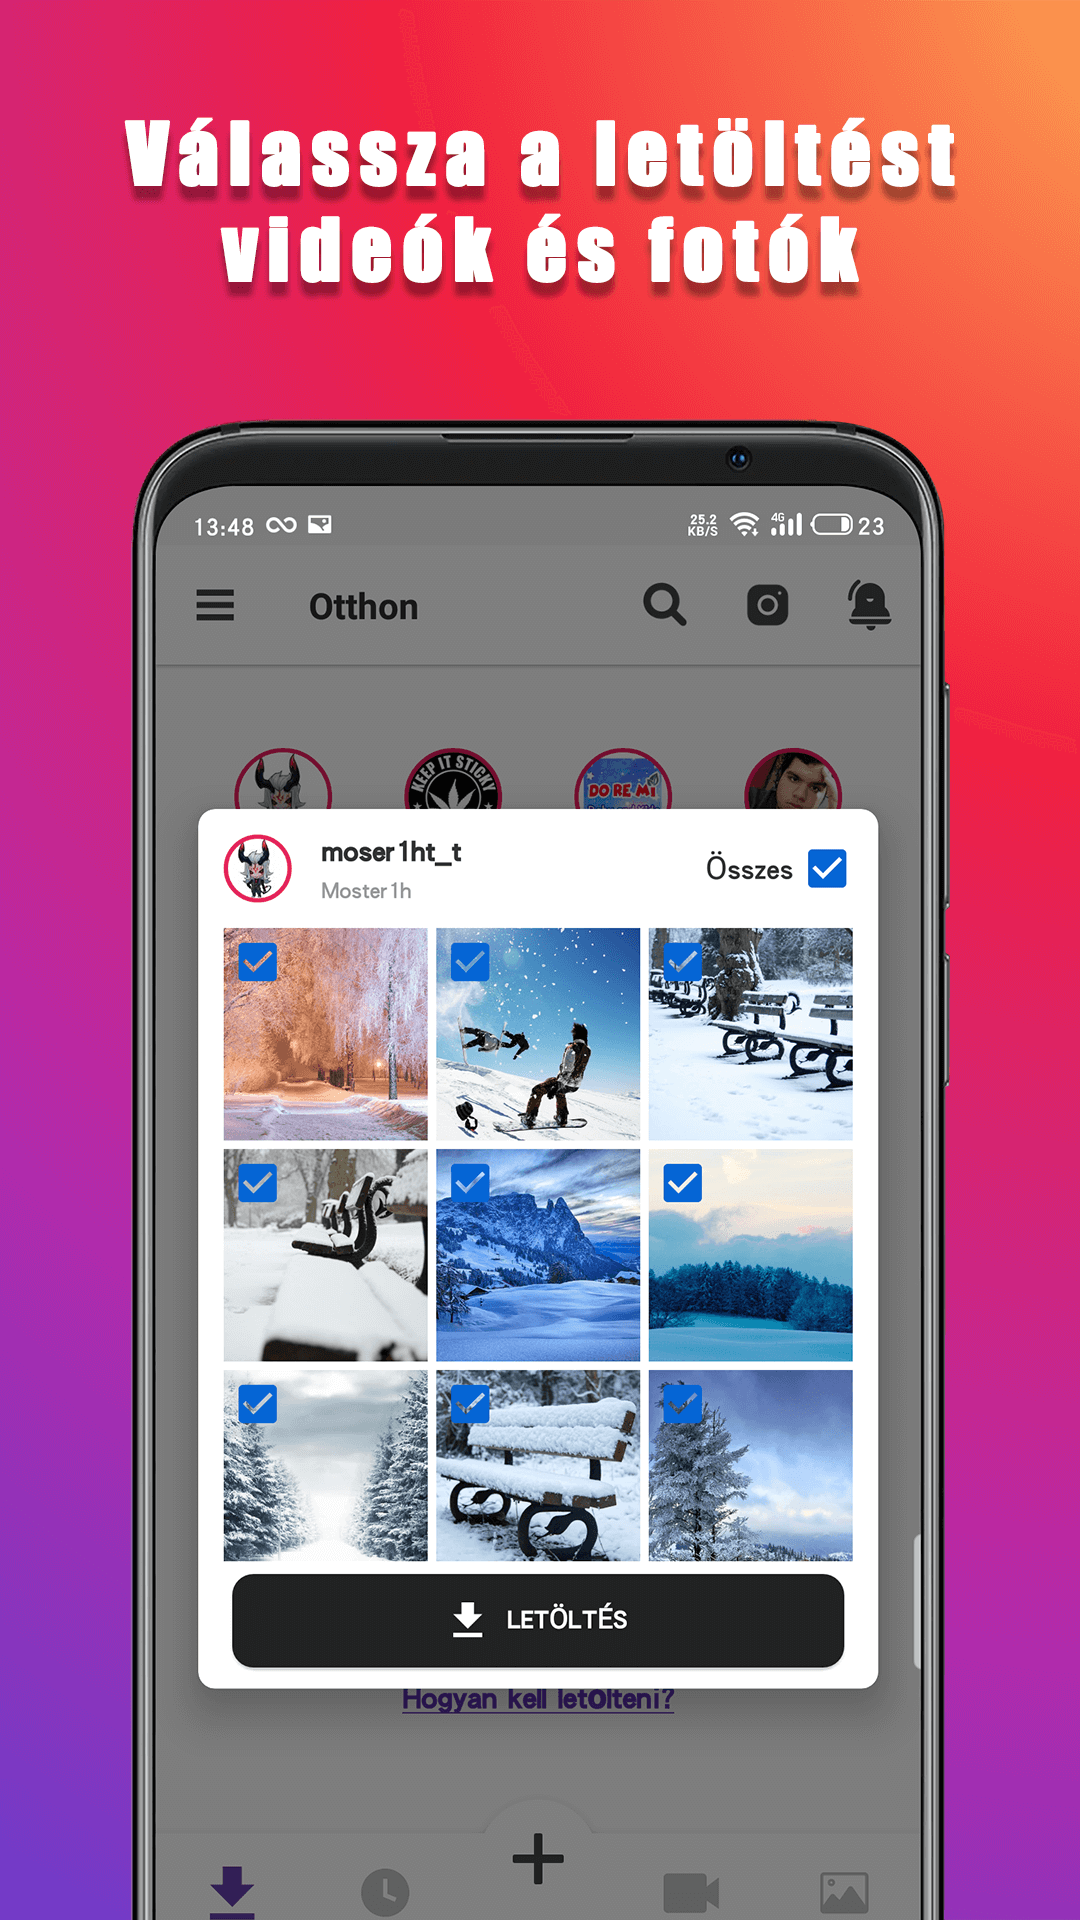 Válassza a letöltést
videók és fotók
13:48
25.2
KB/S
4G
23
Otthon
KEEP IT STICKY
DO RE MI
moser1ht_t
Moster1h
Összes
LETÖLTÉS
Hogyan kell letölteni?